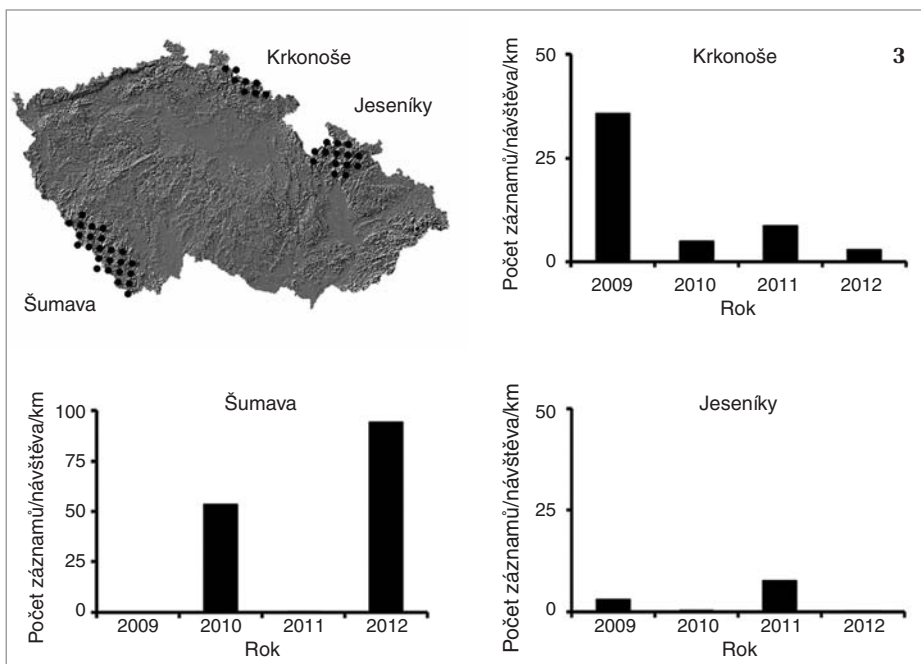 Krkonoše
Jeseníky
Šumava
Krkonoše
3
Počet záznamů/návštěva/km
50
25
0
2009 2010 2011 2012
Rok
Šumava
Počet záznamů/návštěva/km
100
75
50
25
0
2009 2010 2011 2012
Rok
Jeseníky
Počet záznamů/návštěva/km
50
25
0
2009 2010 2011 2012
Rok